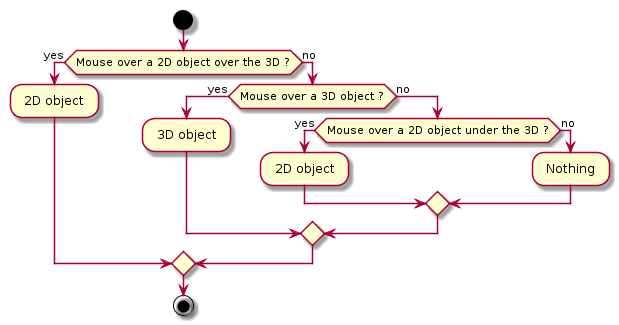 yes
Mouse over a 2D object over the 3D ?
no
2D object
yes
Mouse over a 3D object ?
no
3D object
yes
Mouse over a 2D object under the 3D ?
no
2D object
Nothing